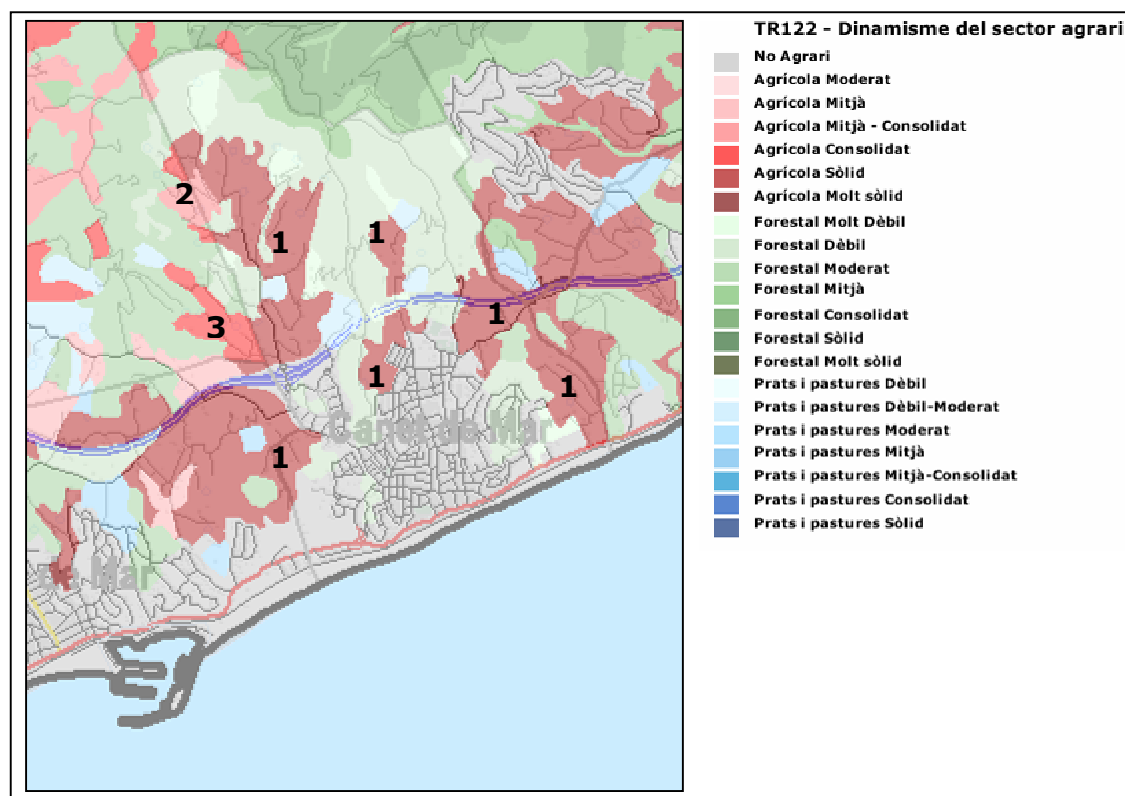 TR122 - Dinamisme del sector agrari
No Agrari
Agrícola Moderat
Agrícola Mitjà
Agrícola Mitjà - Consolidat
Agrícola Consolidat
Agrícola Sòlid
Agrícola Molt sòlid
Forestal Molt Dèbil
Forestal Dèbil
Forestal Moderat
Forestal Mitjà
Forestal Consolidat
Forestal Sòlid
Forestal Molt sòlid
Prats i pastures Dèbil
Prats i pastures Dèbil-Moderat
Prats i pastures Moderat
Prats i pastures Mitjà
Prats i pastures Mitjà-Consolidat
Prats i pastures Consolidat
Prats i pastures Sòlid
2
1
1
3
1
1
1
Canet de Mar
1
de Mar